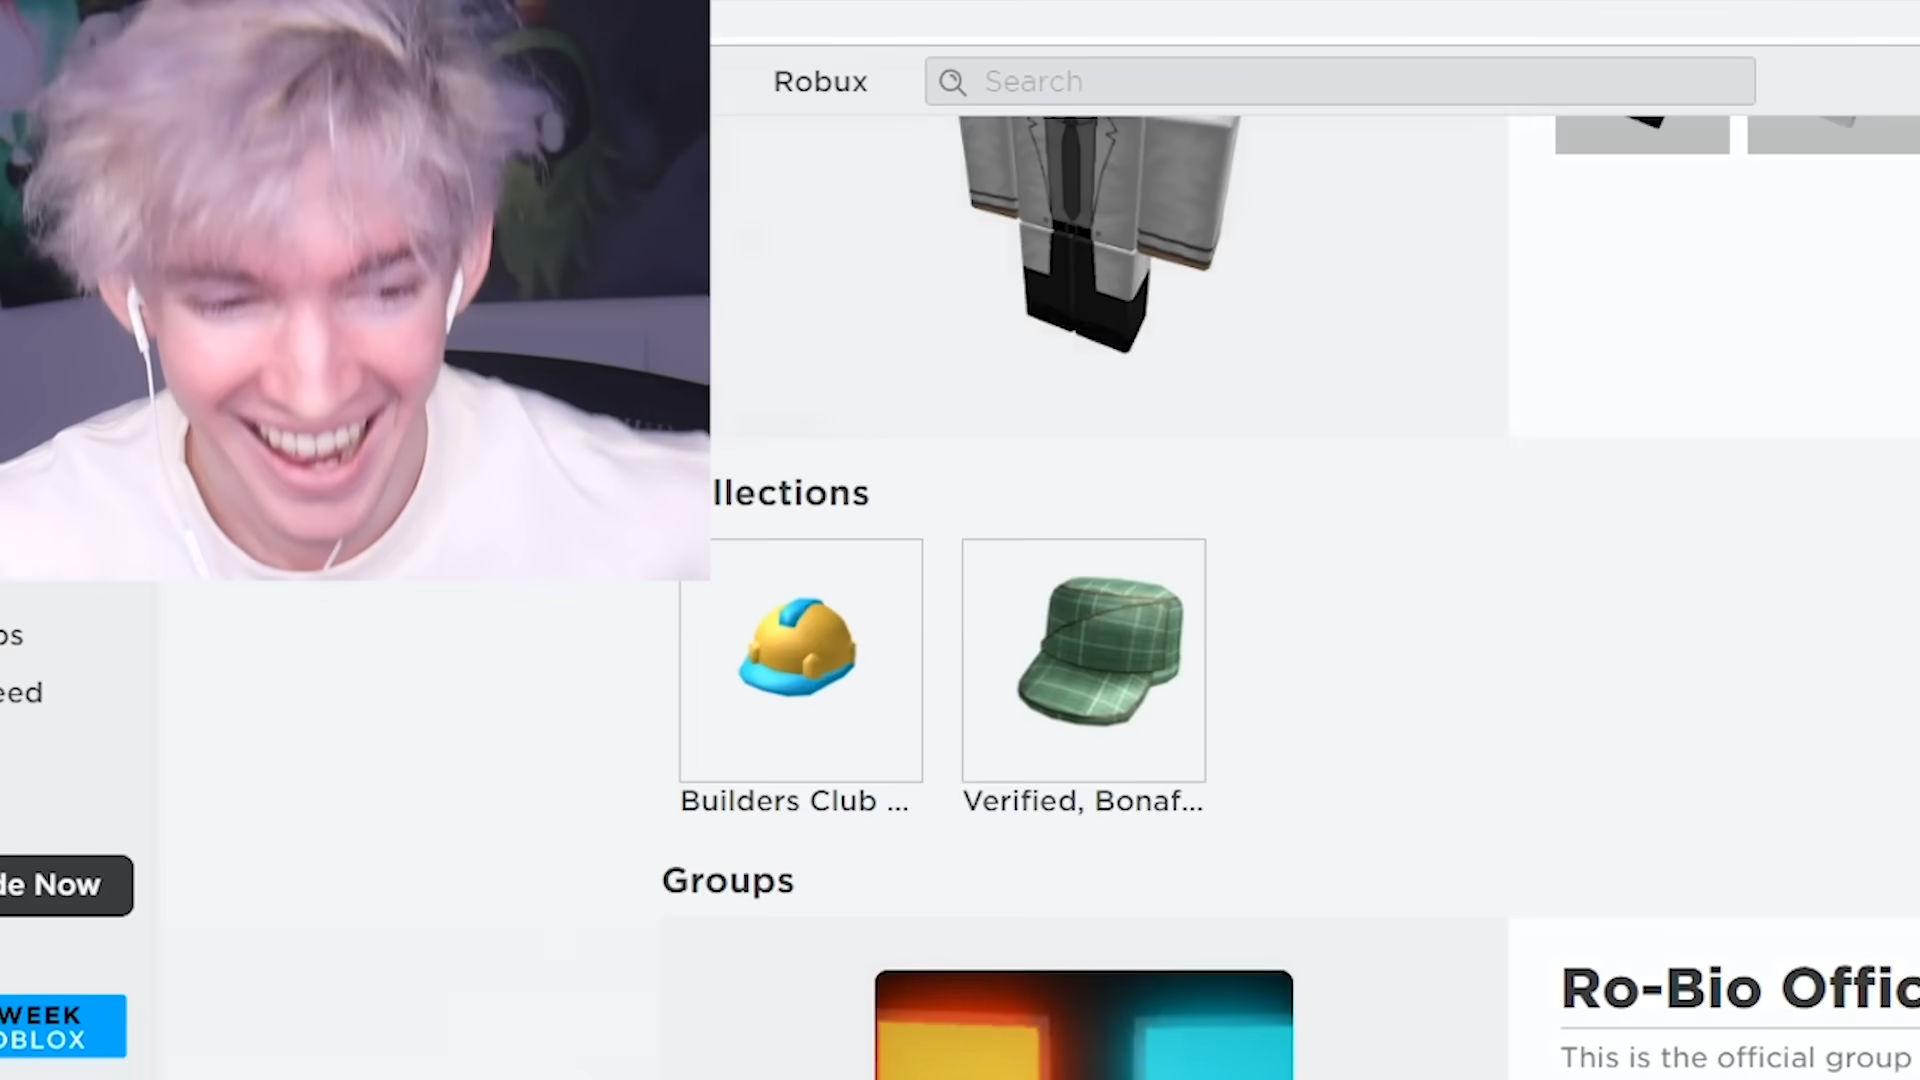 Robux
Search
llections
Builders Club ...
Verified, Bonaf...
ps
eed
de Now
Groups
WEEK
OBLOX
Ro-Bio Offic
This is the official group